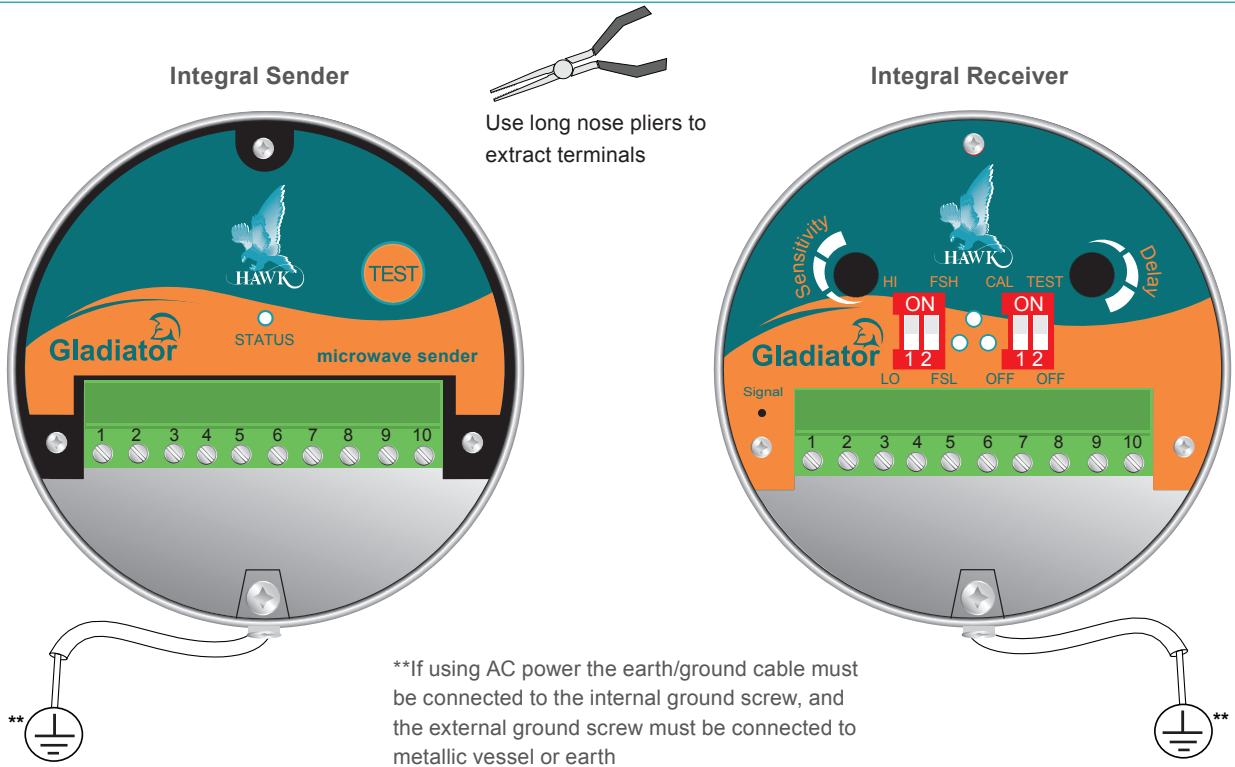 Integral Sender
Use long nose pliers to
extract terminals
Integral Receiver
HAWK
TEST
STATUS
Gladiator
microwave sender
1 2 3 4 5 6 7 8 9 10
**
Sensitivity
HAWK
Delay
HI FSH CAL TEST
ON ON
Gladiator
1 2 1 2
LO FSL OFF OFF
Signal
1 2 3 4 5 6 7 8 9 10
**If using AC power the earth/ground cable must
be connected to the internal ground screw, and
the external ground screw must be connected to
metallic vessel or earth
**